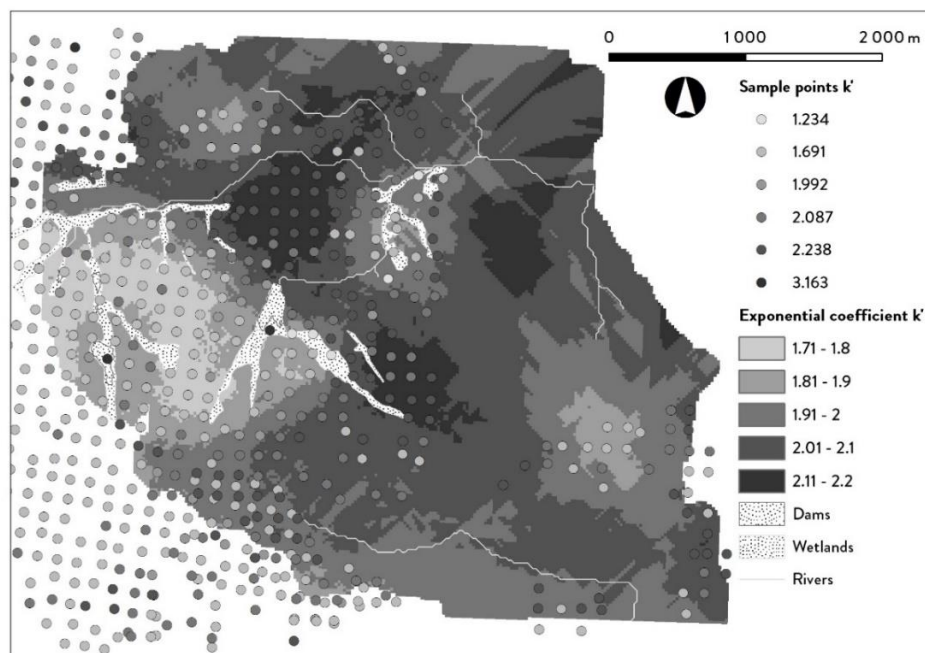 0 1 000 2 000 m
Sample points k'
1.234
1.691
1.992
2.087
2.238
3.163
Exponential coefficient k'
1.71 - 1.8
1.81 - 1.9
1.91 - 2
2.01 - 2.1
2.11 - 2.2
Dams
Wetlands
Rivers